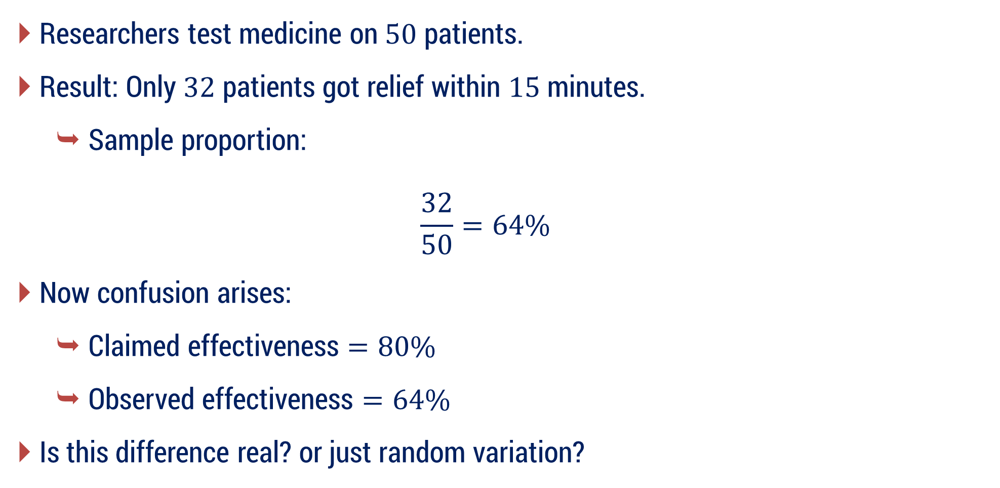 Researchers test medicine on 50 patients.
Result: Only 32 patients got relief within 15 minutes.
Sample proportion:
32
50
= 64%
Now confusion arises:
Claimed effectiveness = 80%
Observed effectiveness = 64%
Is this difference real? or just random variation?